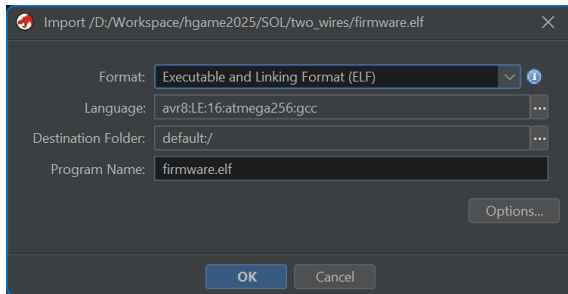 Import /D:/Workspace/hgame2025/SOL/two_wires/firmware.elf
Format: Executable and Linking Format (ELF)
Language: avr8:LE:16:atmega256:gcc ...
Destination Folder: default:/ ...
Program Name: firmware.elf
Options...
OK Cancel